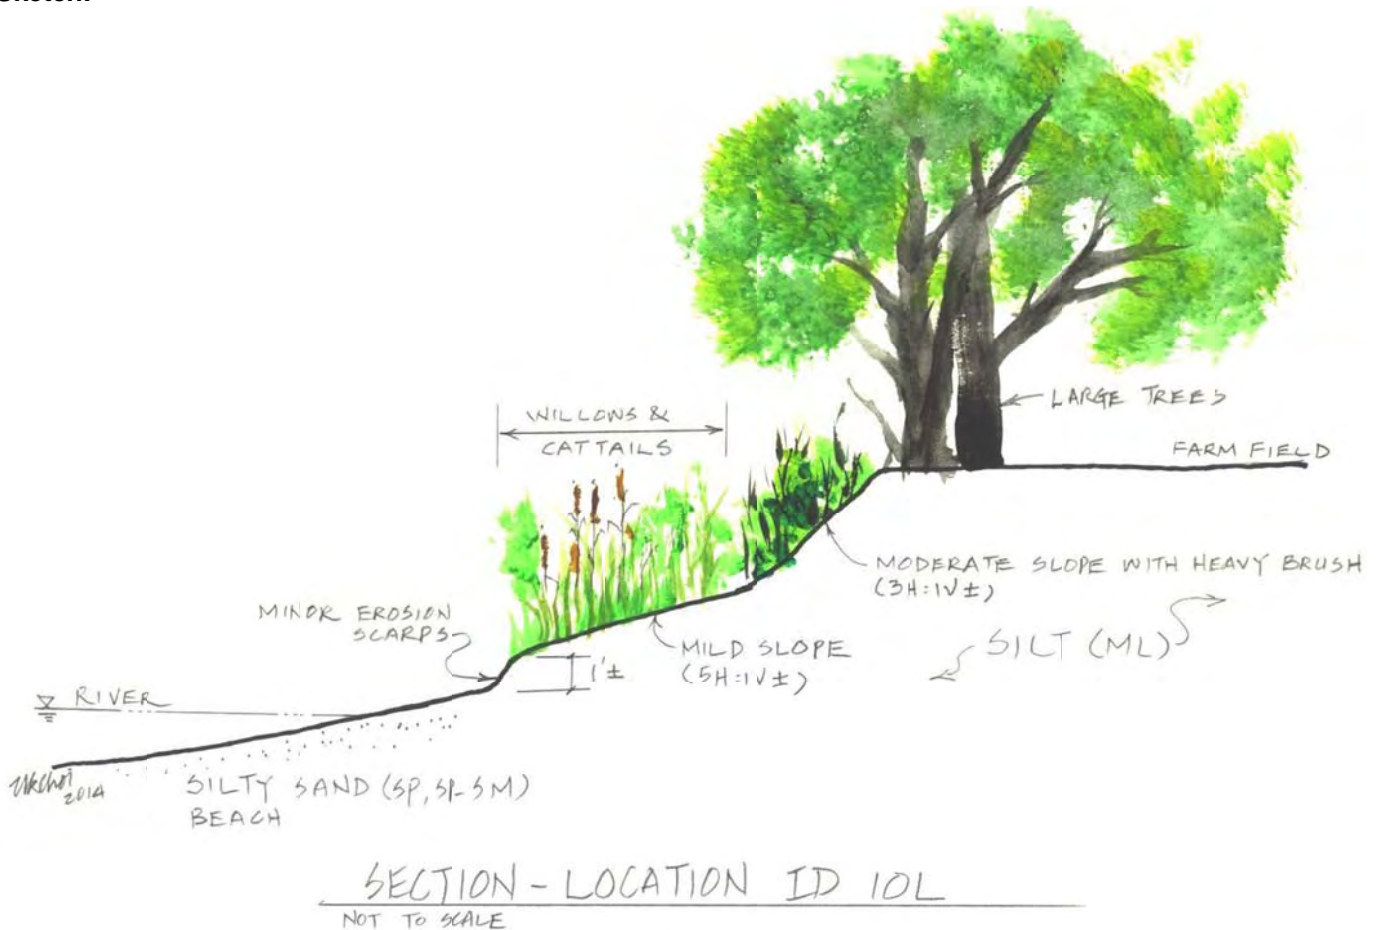 WILLOWS &
CATTAILS
LARGE TREES
FARM FIELD
MODERATE SLOPE WITH HEAVY BRUSH
(3H:1V ±)
MINOR EROSION
SCARPS
MILD SLOPE
(5H:1V ±)
1'±
SILT (ML)
RIVER
2014
SILTY SAND (SP, SP-SM)
BEACH
SECTION - LOCATION ID 10L
NOT TO SCALE